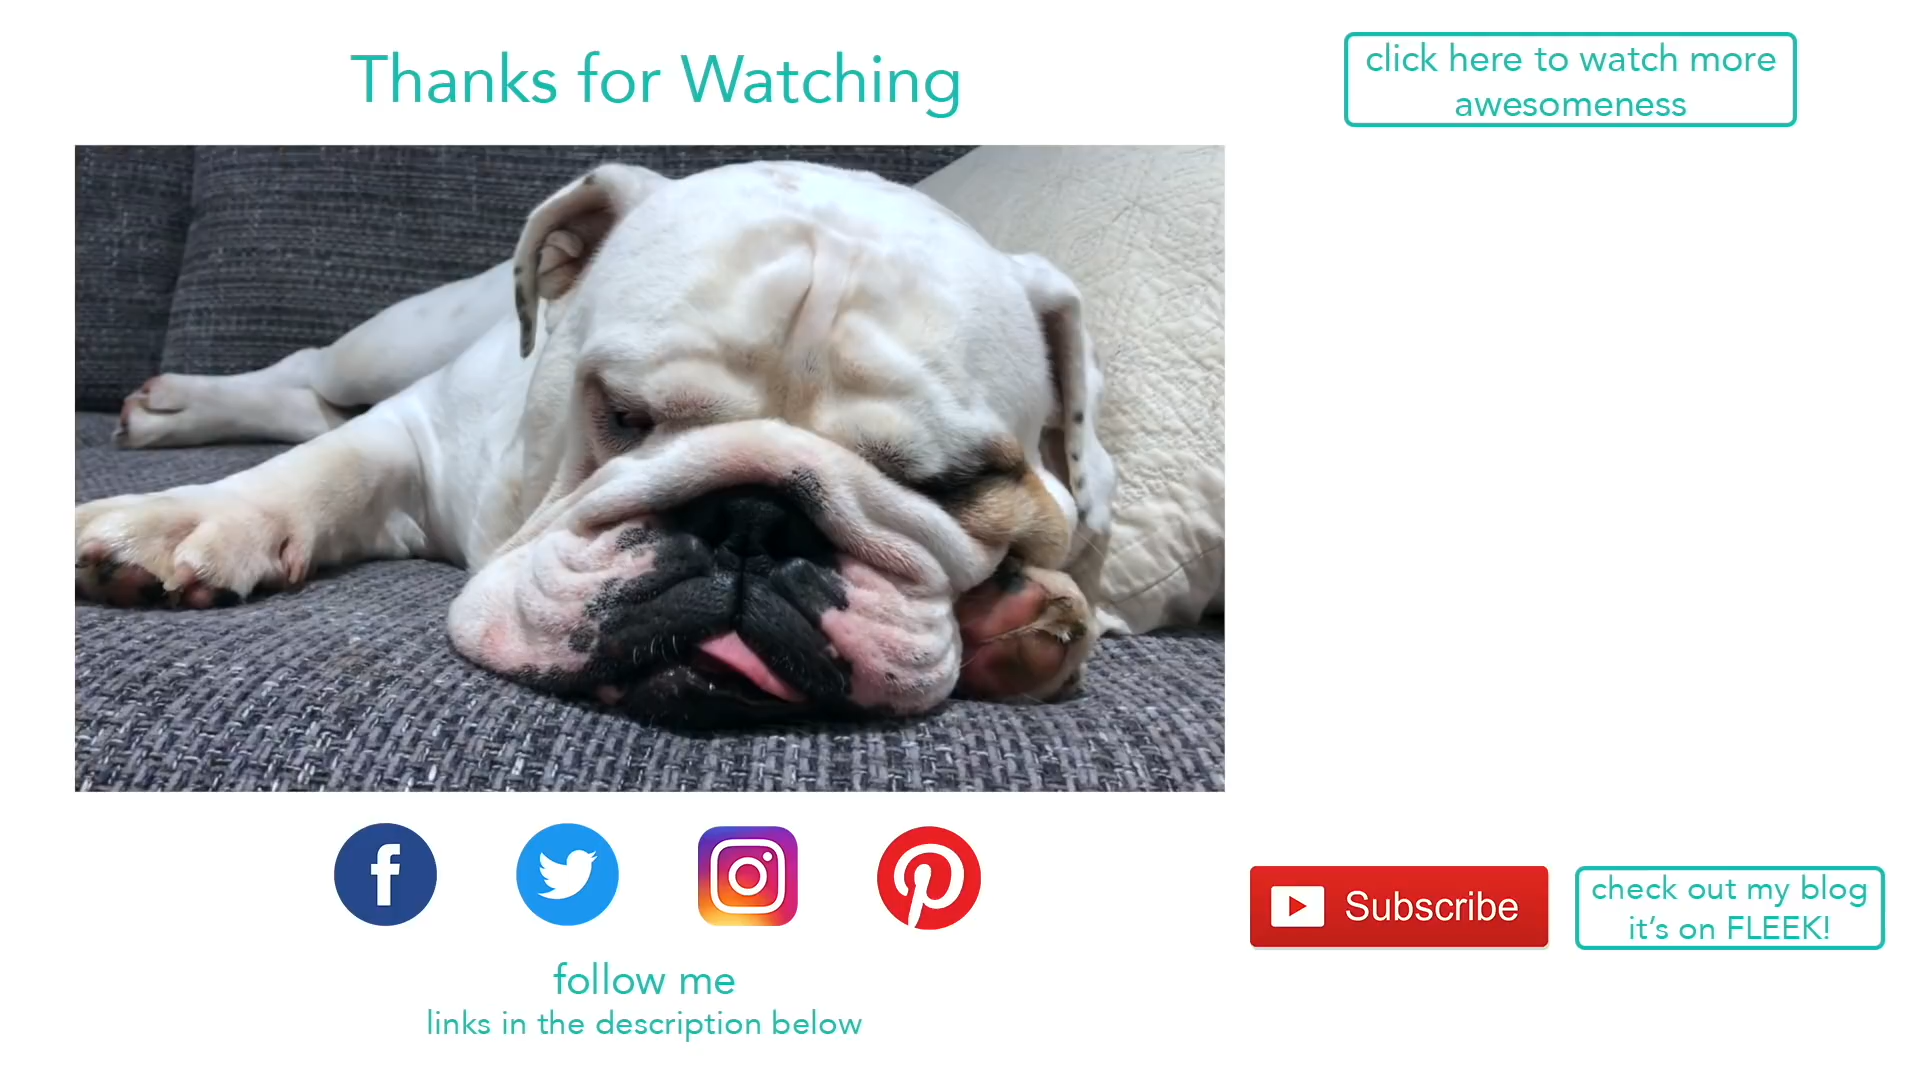 Thanks for Watching
click here to watch more
awesomeness
Subscribe
check out my blog
it's on FLEEK!
follow me
links in the description below